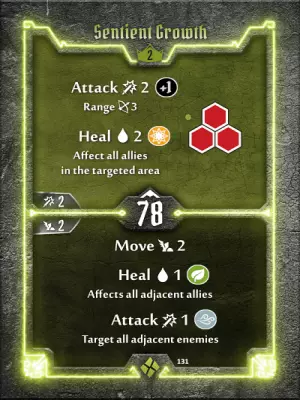 Sentient Growth
2
Attack 2 +1
Range 3
Heal 2
Affect all allies
in the targeted area
2
78
2
Move 2
Heal 1
Affects all adjacent allies
Attack 1
Target all adjacent enemies
131